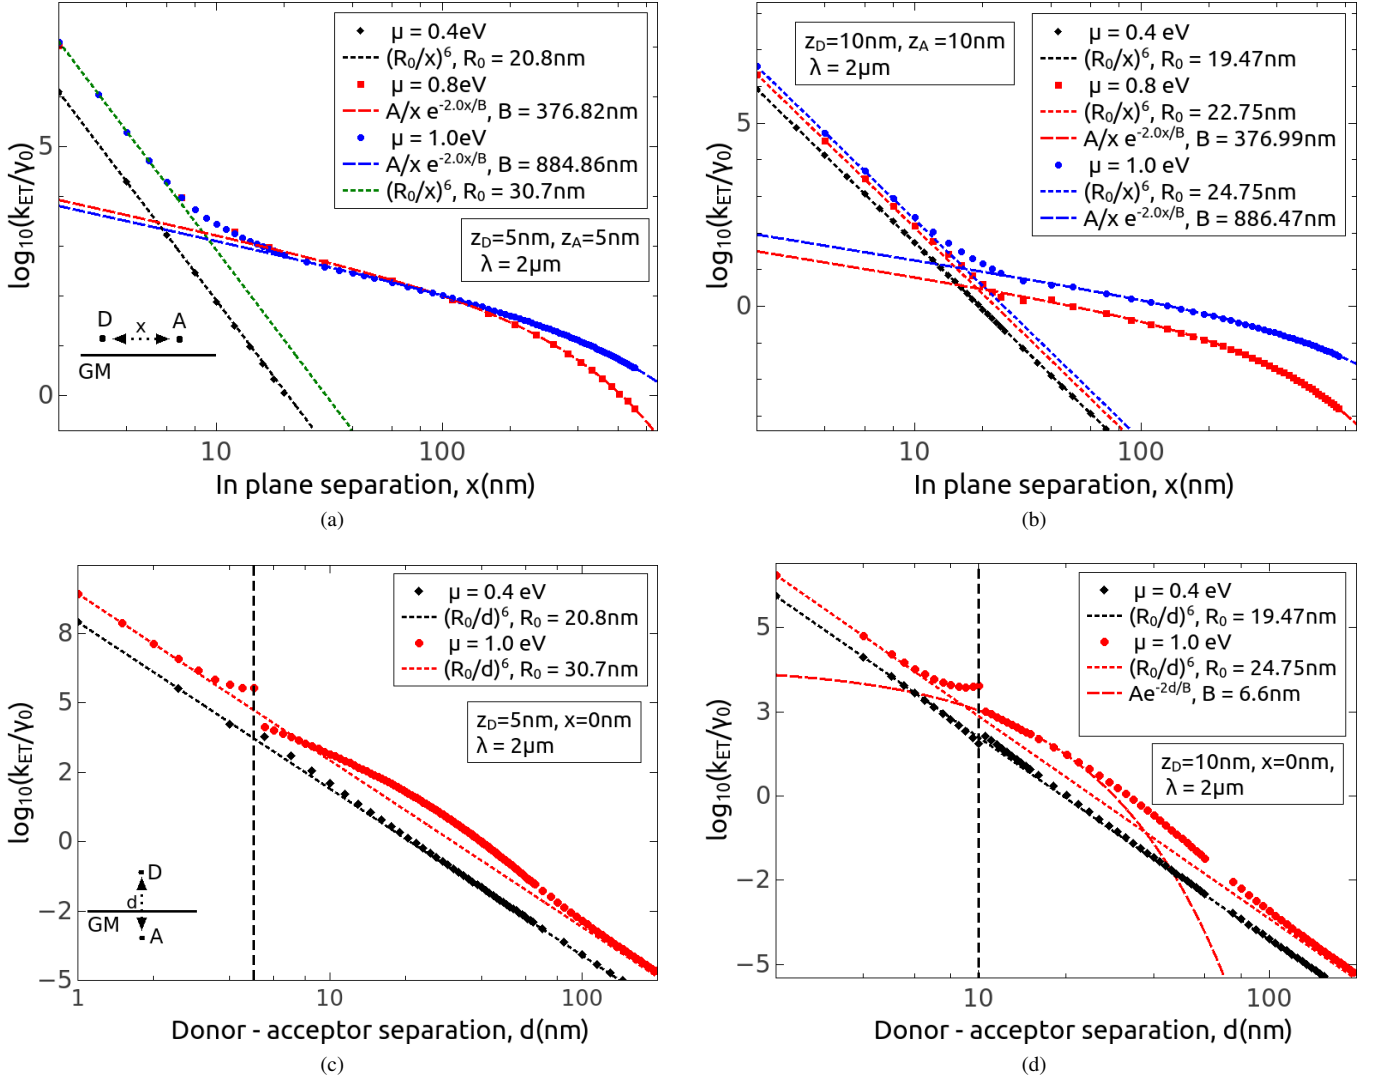 μ = 0.4eV
(R₀/x)⁶, R₀ = 20.8nm
μ = 0.8eV
A/x e⁻²·⁰ˣ/ᴮ, B = 376.82nm
μ = 1.0eV
A/x e⁻²·⁰ˣ/ᴮ, B = 884.86nm
(R₀/x)⁶, R₀ = 30.7nm
z_D=5nm, z_A=5nm
λ = 2μm
D x A
GM
5
0
10 100
log₁₀(k_ET/γ₀)
In plane separation, x(nm)
(a)
z_D=10nm, z_A=10nm
λ = 2μm
μ = 0.4 eV
(R₀/x)⁶, R₀ = 19.47nm
μ = 0.8 eV
(R₀/x)⁶, R₀ = 22.75nm
A/x e⁻²·⁰ˣ/ᴮ, B = 376.99nm
μ = 1.0 eV
(R₀/x)⁶, R₀ = 24.75nm
A/x e⁻²·⁰ˣ/ᴮ, B = 886.47nm
5
0
10 100
log₁₀(k_ET/γ₀)
In plane separation, x(nm)
(b)
μ = 0.4 eV
(R₀/d)⁶, R₀ = 20.8nm
μ = 1.0 eV
(R₀/d)⁶, R₀ = 30.7nm
z_D=5nm, x=0nm
λ = 2μm
D
d
GM
A
8
5
2
0
−2
−5
1 10 100
log₁₀(k_ET/γ₀)
Donor - acceptor separation, d(nm)
(c)
μ = 0.4 eV
(R₀/d)⁶, R₀ = 19.47nm
μ = 1.0 eV
(R₀/d)⁶, R₀ = 24.75nm
Ae⁻²ᵈ/ᴮ, B = 6.6nm
z_D=10nm, x=0nm,
λ = 2μm
5
3
0
−2
−5
10 100
log₁₀(k_ET/γ₀)
Donor - acceptor separation, d(nm)
(d)